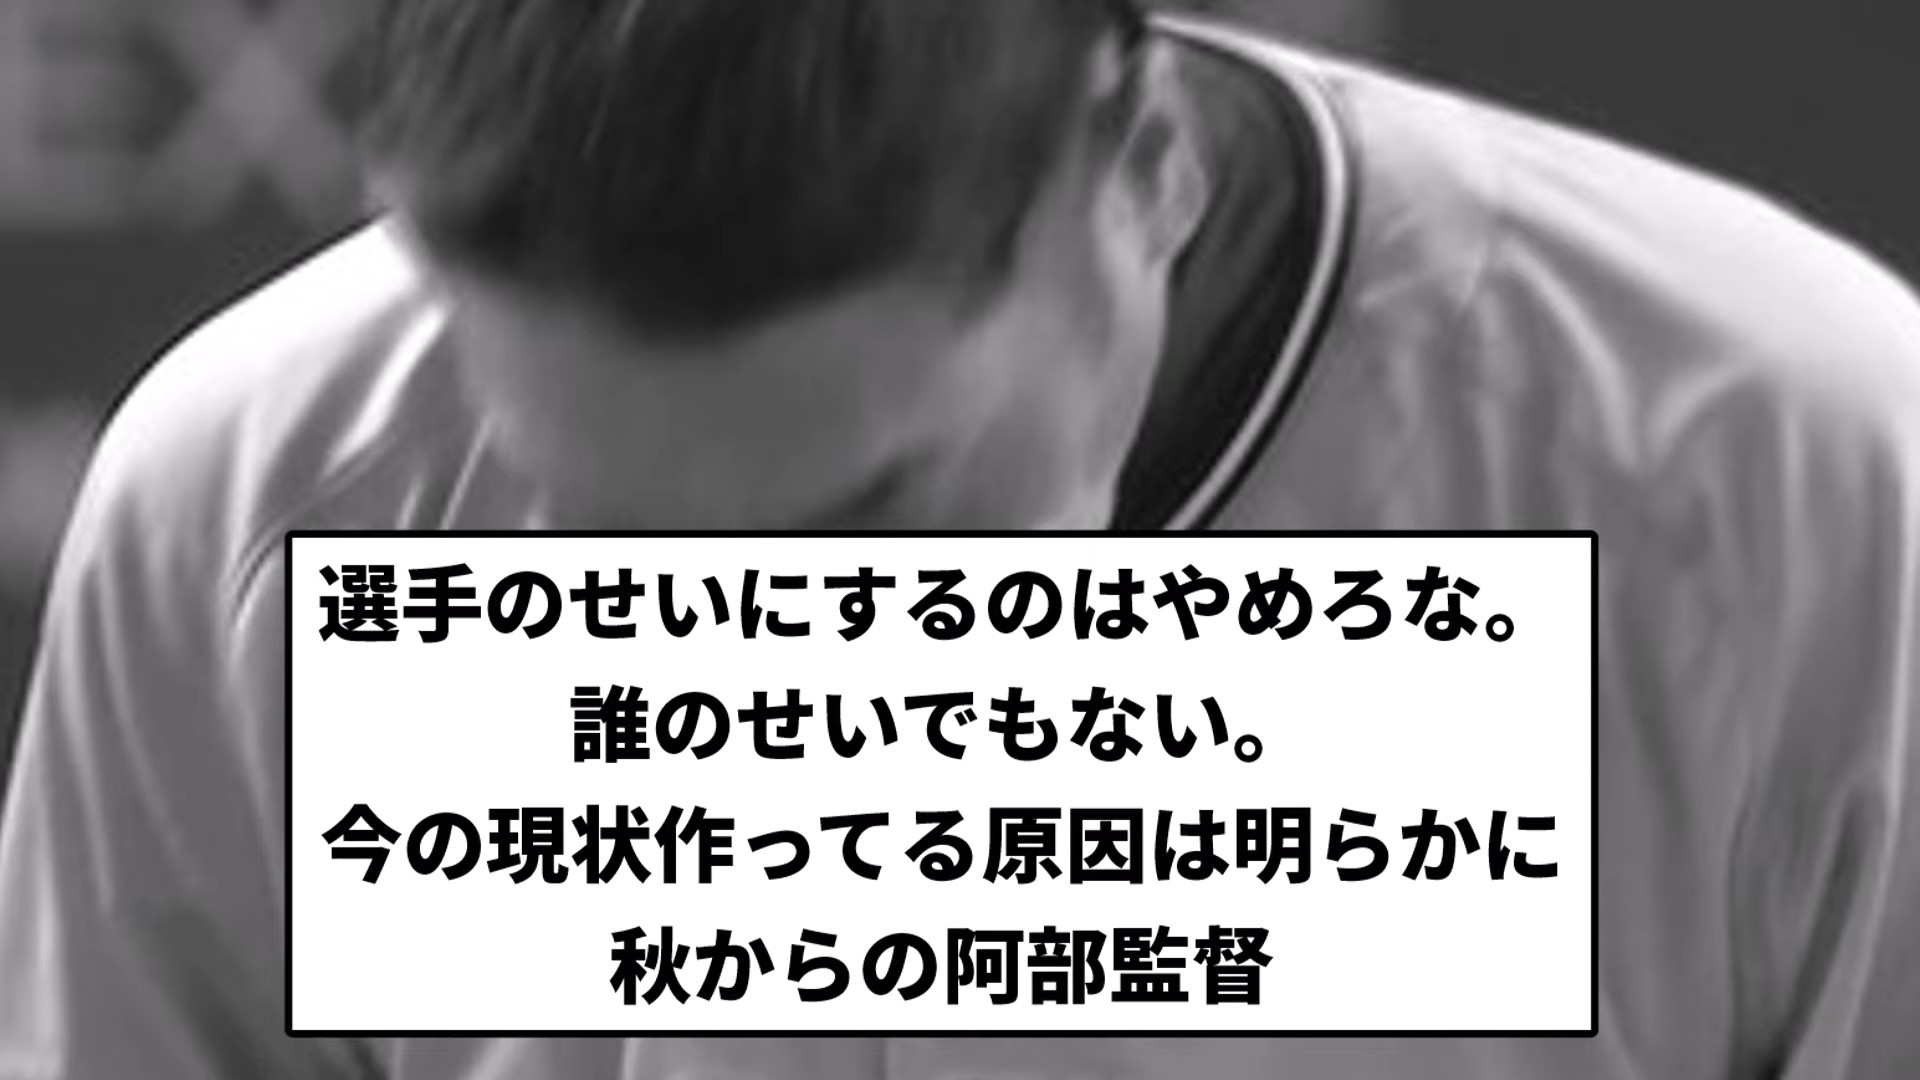 選手のせいにするのはやめろな。
誰のせいでもない。
今の現状作ってる原因は明らかに
秋からの阿部監督